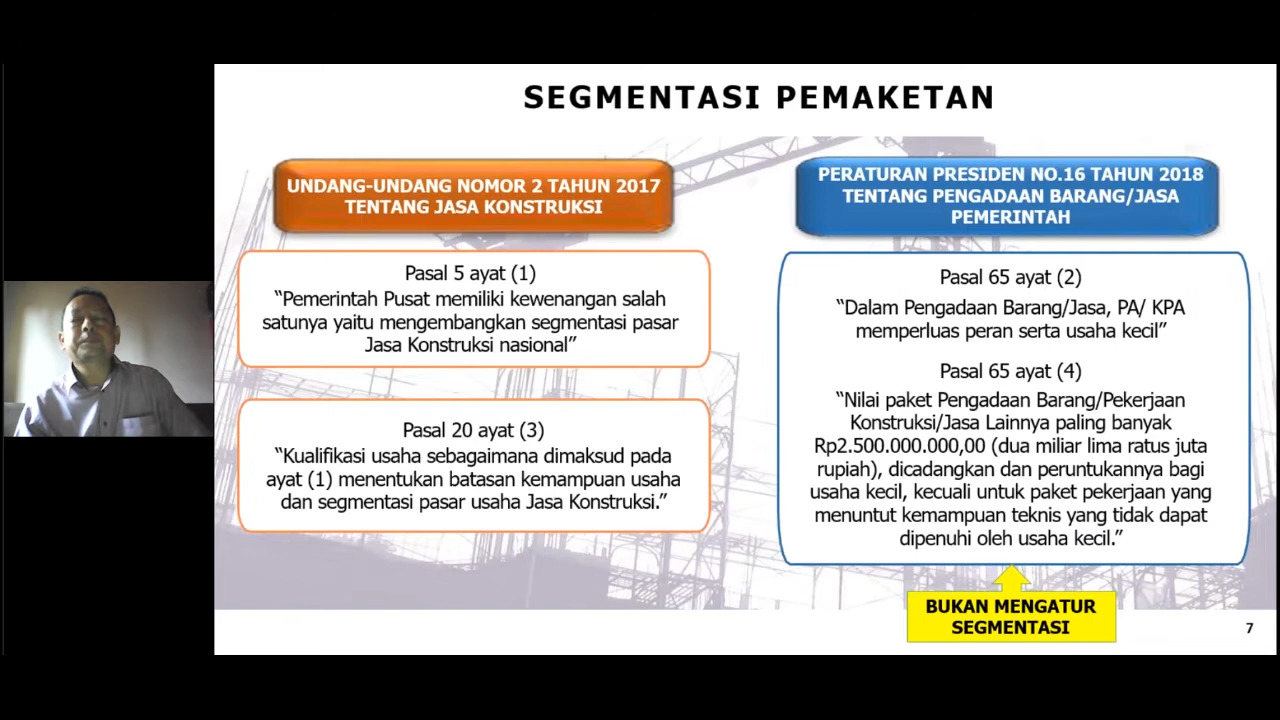 SEGMENTASI PEMAKETAN
UNDANG-UNDANG NOMOR 2 TAHUN 2017
TENTANG JASA KONSTRUKSI
Pasal 5 ayat (1)
“Pemerintah Pusat memiliki kewenangan salah
satunya yaitu mengembangkan segmentasi pasar
Jasa Konstruksi nasional”
Pasal 20 ayat (3)
“Kualifikasi usaha sebagaimana dimaksud pada
ayat (1) menentukan batasan kemampuan usaha
dan segmentasi pasar usaha Jasa Konstruksi.”
PERATURAN PRESIDEN NO.16 TAHUN 2018
TENTANG PENGADAAN BARANG/JASA
PEMERINTAH
Pasal 65 ayat (2)
“Dalam Pengadaan Barang/Jasa, PA/ KPA
memperluas peran serta usaha kecil”
Pasal 65 ayat (4)
“Nilai paket Pengadaan Barang/Pekerjaan
Konstruksi/Jasa Lainnya paling banyak
Rp2.500.000.000,00 (dua miliar lima ratus juta
rupiah), dicadangkan dan peruntukannya bagi
usaha kecil, kecuali untuk paket pekerjaan yang
menuntut kemampuan teknis yang tidak dapat
dipenuhi oleh usaha kecil.”
BUKAN MENGATUR
SEGMENTASI
7